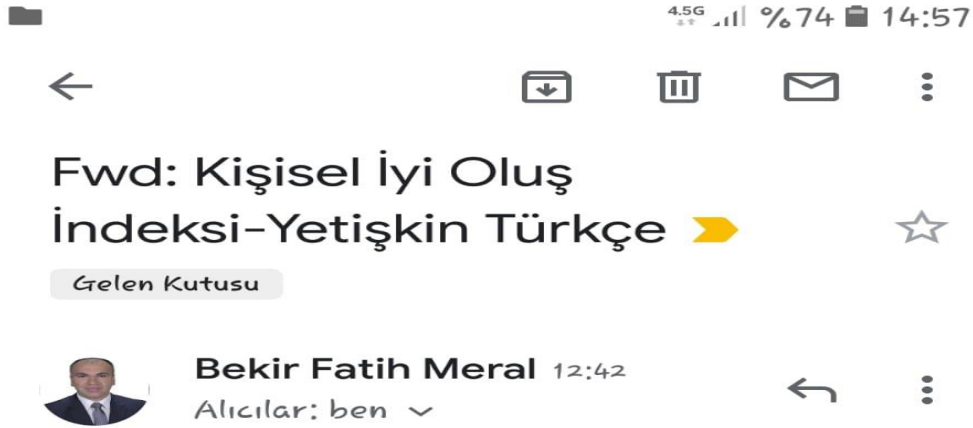 4.5G %74 14:57
Fwd: Kişisel İyi Oluş
İndeksi-Yetişkin Türkçe
Gelen Kutusu
Bekir Fatih Meral 12:42
Alıcılar: ben